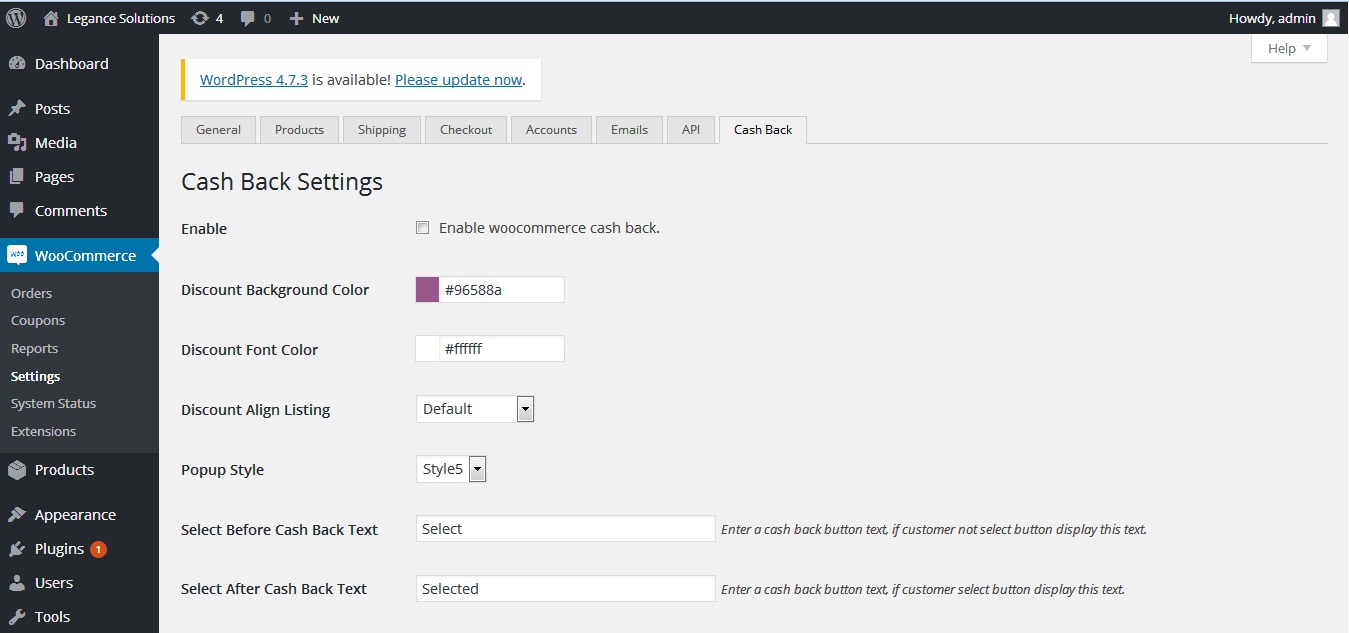 Legance Solutions 4 0 New Howdy, admin
Help
Dashboard
Posts
Media
Pages
Comments
WooCommerce
Orders
Coupons
Reports
Settings
System Status
Extensions
Products
Appearance
Plugins 1
Users
Tools
WordPress 4.7.3 is available! Please update now.
General Products Shipping Checkout Accounts Emails API Cash Back
Cash Back Settings
Enable Enable woocommerce cash back.
Discount Background Color #96588a
Discount Font Color #ffffff
Discount Align Listing Default
Popup Style Style5
Select Before Cash Back Text Select Enter a cash back button text, if customer not select button display this text.
Select After Cash Back Text Selected Enter a cash back button text, if customer select button display this text.